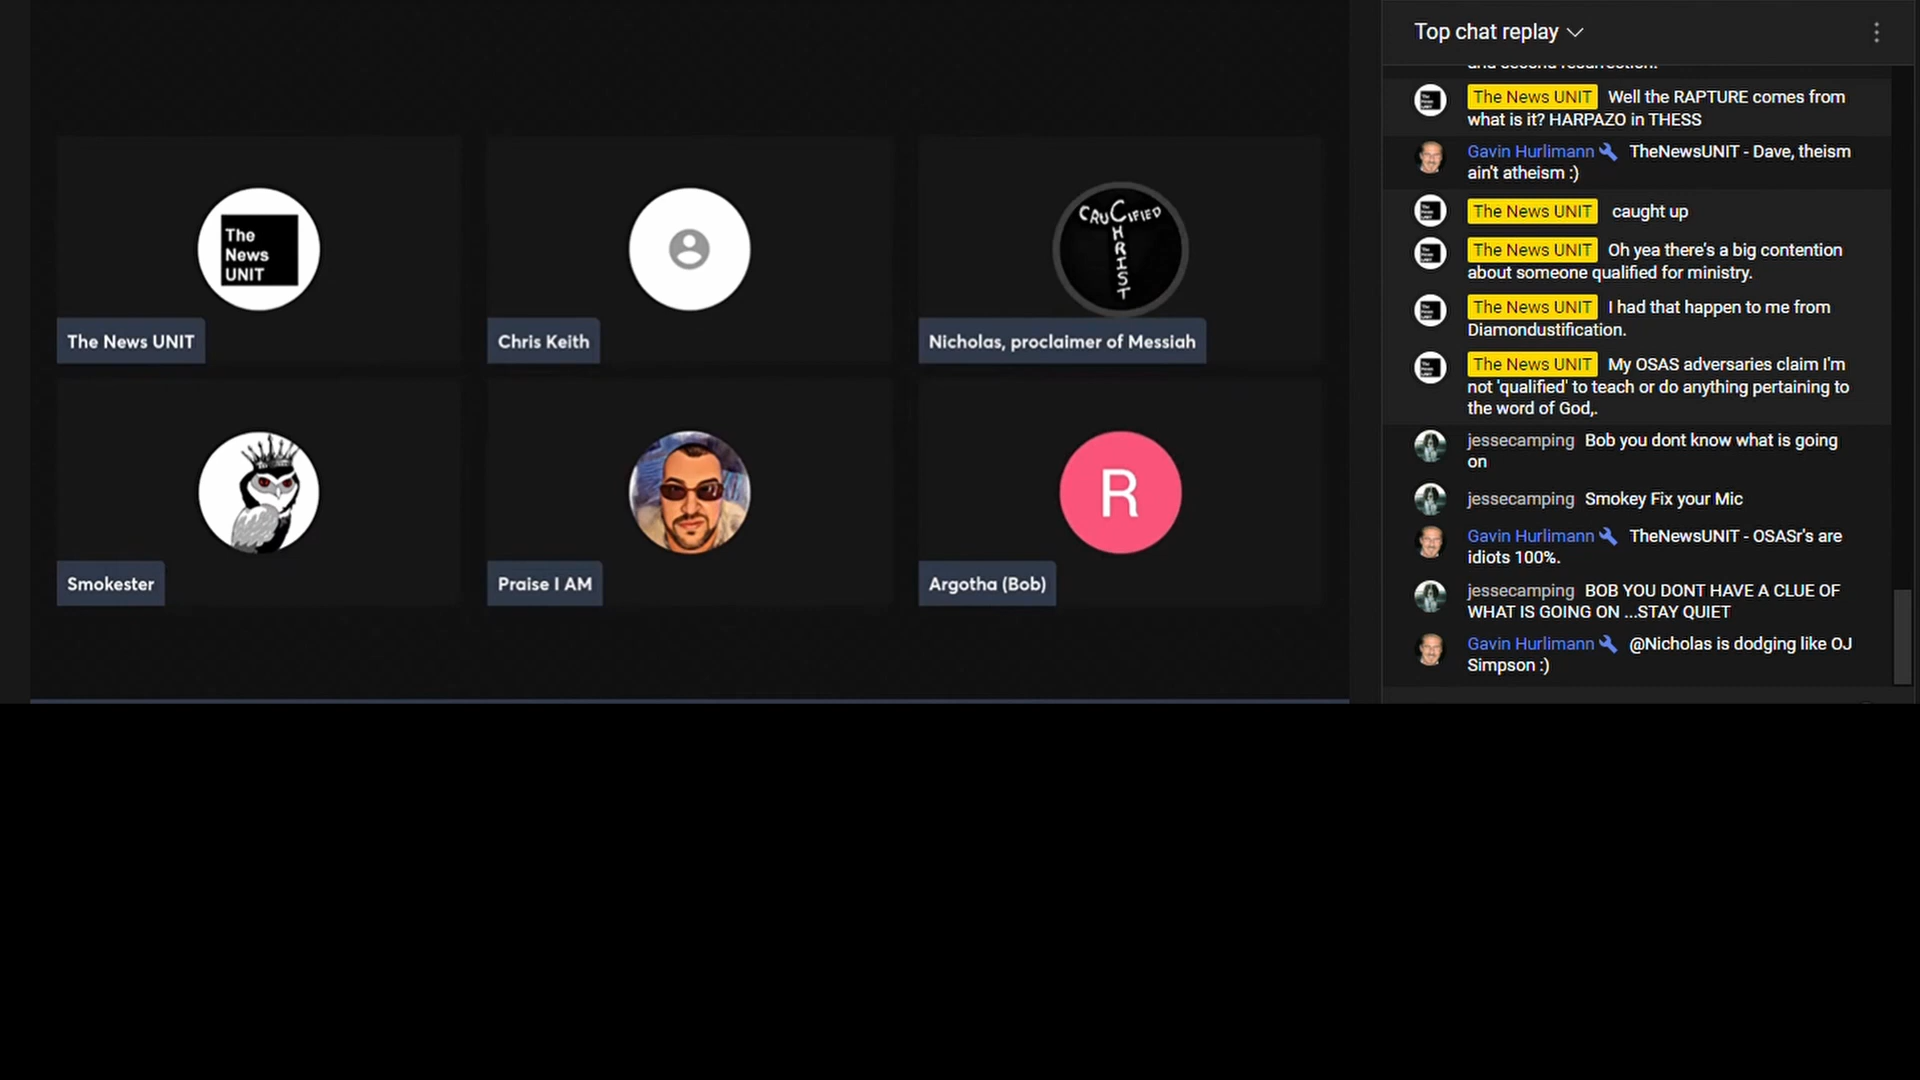 The
News
UNIT
The News UNIT
Chris Keith
CRUCIFIED
CHRIST
Nicholas, proclaimer of Messiah
Smokester
Praise I AM
R
Argotha (Bob)
Top chat replay
and second resurrection.
The News UNIT Well the RAPTURE comes from
what is it? HARPAZO in THESS
Gavin Hurlimann TheNewsUNIT - Dave, theism
ain't atheism :)
The News UNIT caught up
The News UNIT Oh yea there's a big contention
about someone qualified for ministry.
The News UNIT I had that happen to me from
Diamondustification.
The News UNIT My OSAS adversaries claim I'm
not 'qualified' to teach or do anything pertaining to
the word of God,.
jessecamping Bob you dont know what is going
on
jessecamping Smokey Fix your Mic
Gavin Hurlimann TheNewsUNIT - OSASr's are
idiots 100%.
jessecamping BOB YOU DONT HAVE A CLUE OF
WHAT IS GOING ON ...STAY QUIET
Gavin Hurlimann @Nicholas is dodging like OJ
Simpson :)